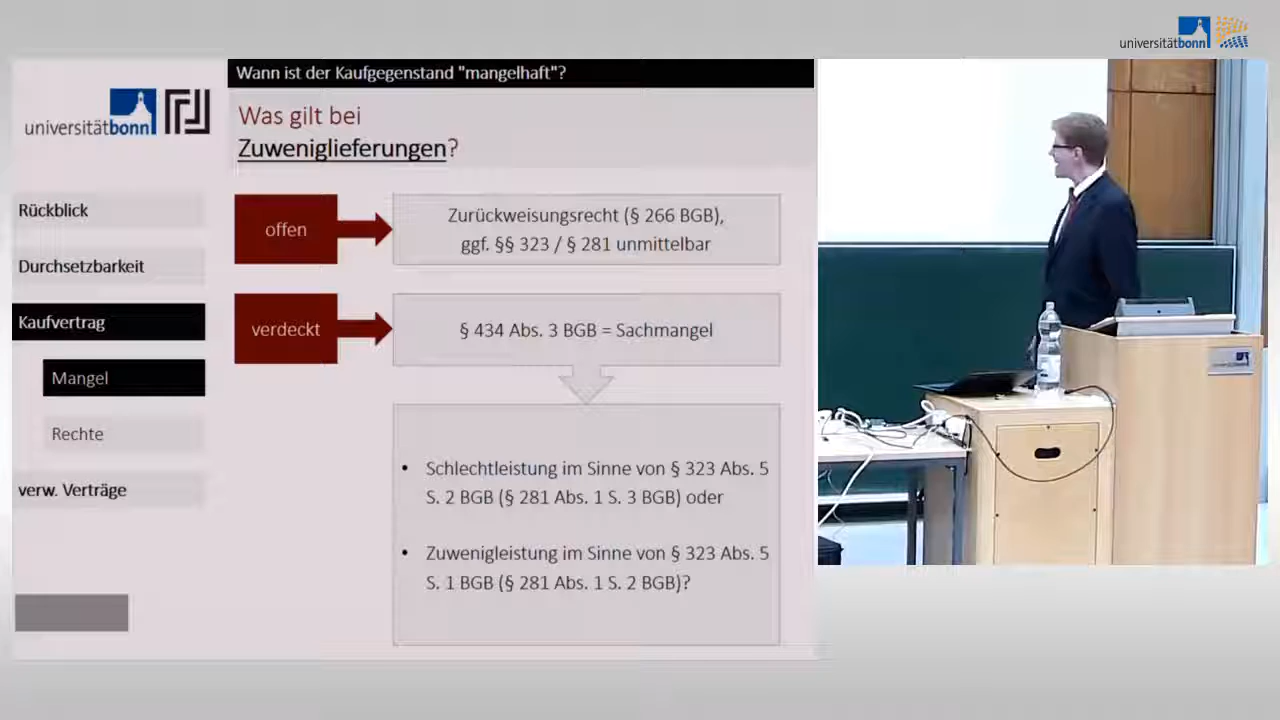 universitätbonn
Wann ist der Kaufgegenstand "mangelhaft"?
universitätbonn
Was gilt bei
Zuweniglieferungen?
Rückblick
Durchsetzbarkeit
Kaufvertrag
Mangel
Rechte
verw. Verträge
offen
Zurückweisungsrecht (§ 266 BGB),
ggf. §§ 323 / § 281 unmittelbar
verdeckt
§ 434 Abs. 3 BGB = Sachmangel
• Schlechtleistung im Sinne von § 323 Abs. 5
S. 2 BGB (§ 281 Abs. 1 S. 3 BGB) oder
• Zuwenigleistung im Sinne von § 323 Abs. 5
S. 1 BGB (§ 281 Abs. 1 S. 2 BGB)?